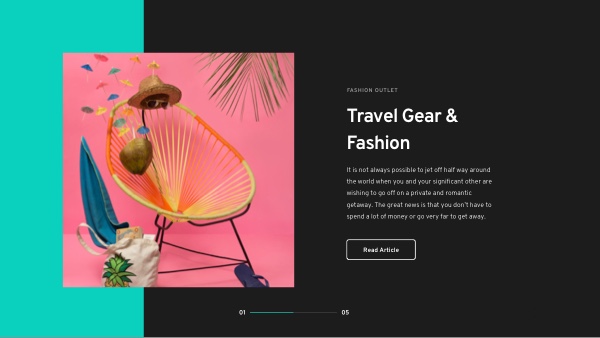 FASHION OUTLET
Travel Gear &
Fashion
It is not always possible to jet off half way around
the world when you and your significant other are
wishing to go off on a private and romantic
getaway. The great news is that you don't have to
spend a lot of money or go very far to get away.
Read Article
01
05